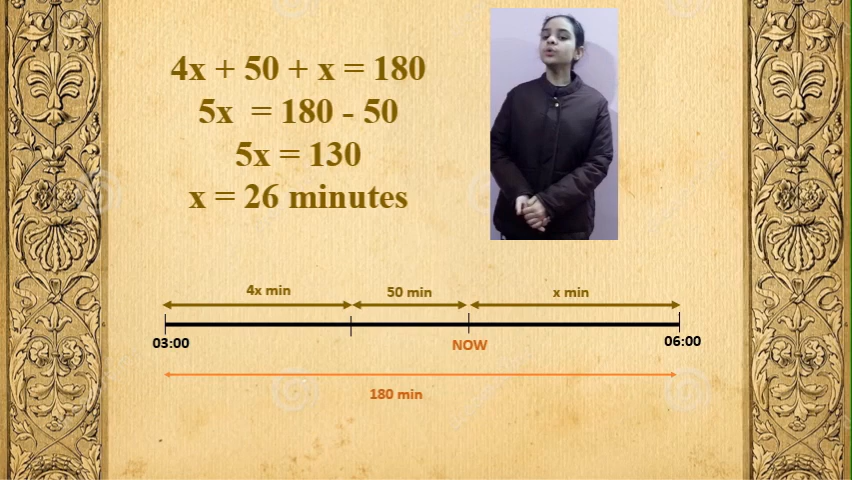 4x + 50 + x = 180
5x = 180 - 50
5x = 130
x = 26 minutes
4x min
50 min
x min
03:00
NOW
06:00
180 min